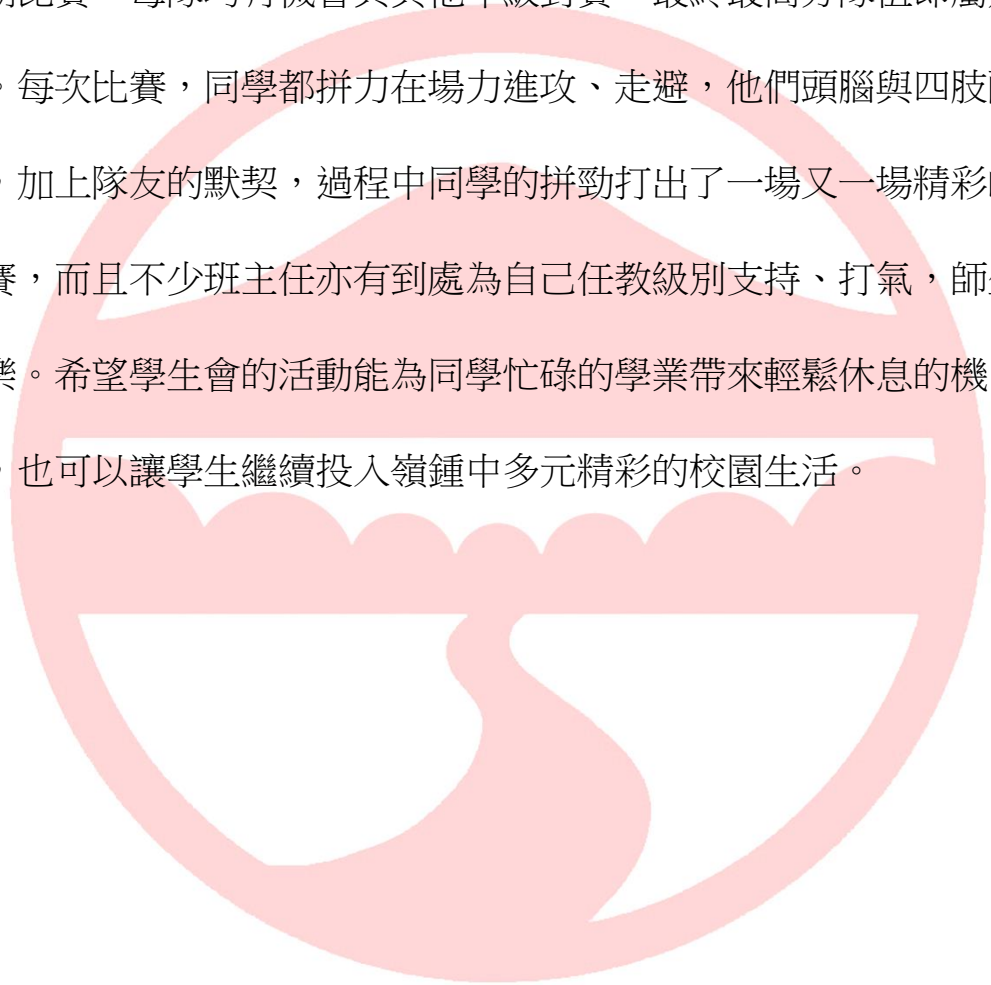 比賽，每隊均有機會與其他年級對賽，最終最高分隊伍即屬
。每次比賽，同學都拼力在場力進攻、走避，他們頭腦與四肢
，加上隊友的默契，過程中同學的拼勁打出了一場又一場精彩
賽，而且不少班主任亦有到處為自己任教級別支持、打氣，師
樂。希望學生會的活動能為同學忙碌的學業帶來輕鬆休息的機
，也可以讓學生繼續投入嶺鍾中多元精彩的校園生活。